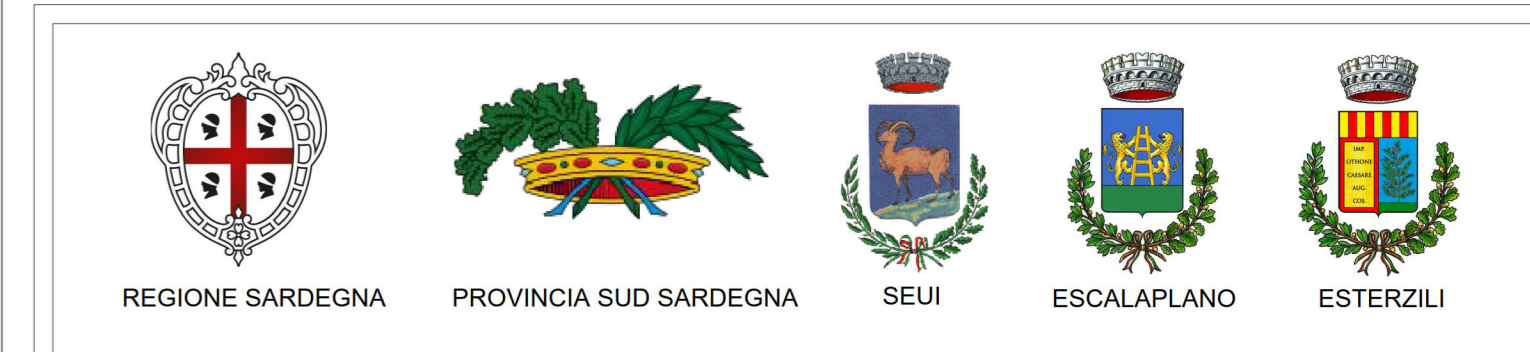 IMP.
OTHONE
CAESARE
AUG.
COS.
REGIONE SARDEGNA
PROVINCIA SUD SARDEGNA
SEUI
ESCALAPLANO
ESTERZILI